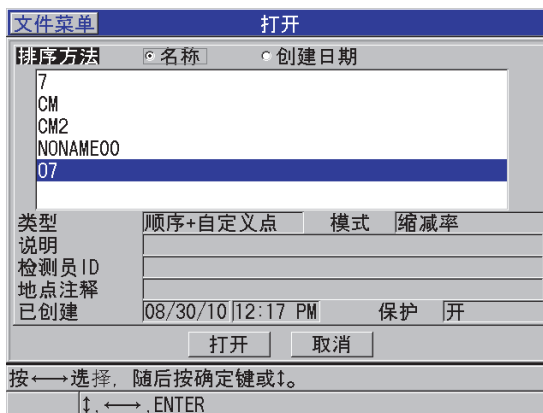 文件菜单 打开
排序方法 名称 创建日期
7
CM
CM2
NONAME00
07
类型 顺序+自定义点 模式 缩减率
说明
检测员ID
地点注释
已创建 08/30/10 12:17 PM 保护 开
打开 取消
按←→选择, 随后按确定键或↕。
↕, ←→ ,ENTER